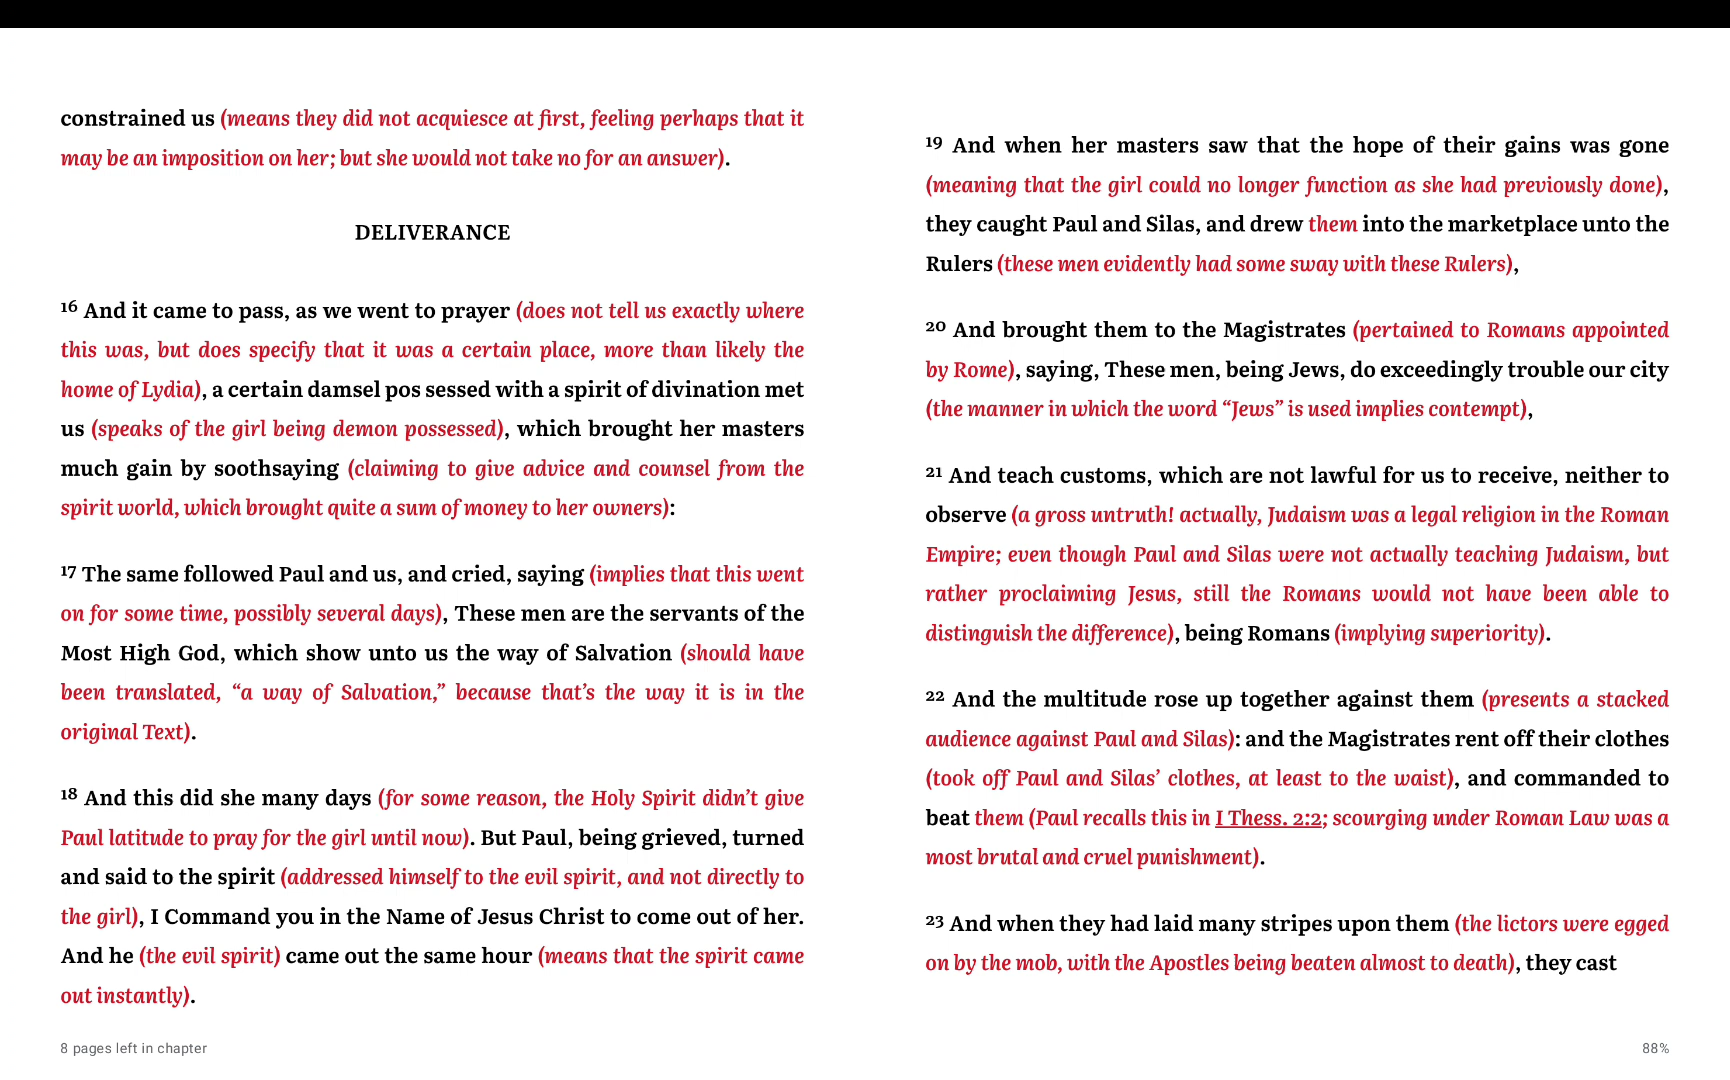 constrained us (means they did not acquiesce at first, feeling perhaps that it
may be an imposition on her; but she would not take no for an answer).
DELIVERANCE
16 And it came to pass, as we went to prayer (does not tell us exactly where
this was, but does specify that it was a certain place, more than likely the
home of Lydia), a certain damsel pos sessed with a spirit of divination met
us (speaks of the girl being demon possessed), which brought her masters
much gain by soothsaying (claiming to give advice and counsel from the
spirit world, which brought quite a sum of money to her owners):
17 The same followed Paul and us, and cried, saying (implies that this went
on for some time, possibly several days), These men are the servants of the
Most High God, which show unto us the way of Salvation (should have
been translated, “a way of Salvation,” because that’s the way it is in the
original Text).
18 And this did she many days (for some reason, the Holy Spirit didn’t give
Paul latitude to pray for the girl until now). But Paul, being grieved, turned
and said to the spirit (addressed himself to the evil spirit, and not directly to
the girl), I Command you in the Name of Jesus Christ to come out of her.
And he (the evil spirit) came out the same hour (means that the spirit came
out instantly).
19 And when her masters saw that the hope of their gains was gone
(meaning that the girl could no longer function as she had previously done),
they caught Paul and Silas, and drew them into the marketplace unto the
Rulers (these men evidently had some sway with these Rulers),
20 And brought them to the Magistrates (pertained to Romans appointed
by Rome), saying, These men, being Jews, do exceedingly trouble our city
(the manner in which the word “Jews” is used implies contempt),
21 And teach customs, which are not lawful for us to receive, neither to
observe (a gross untruth! actually, Judaism was a legal religion in the Roman
Empire; even though Paul and Silas were not actually teaching Judaism, but
rather proclaiming Jesus, still the Romans would not have been able to
distinguish the difference), being Romans (implying superiority).
22 And the multitude rose up together against them (presents a stacked
audience against Paul and Silas): and the Magistrates rent off their clothes
(took off Paul and Silas’ clothes, at least to the waist), and commanded to
beat them (Paul recalls this in I Thess. 2:2; scourging under Roman Law was a
most brutal and cruel punishment).
23 And when they had laid many stripes upon them (the lictors were egged
on by the mob, with the Apostles being beaten almost to death), they cast
8 pages left in chapter
88%